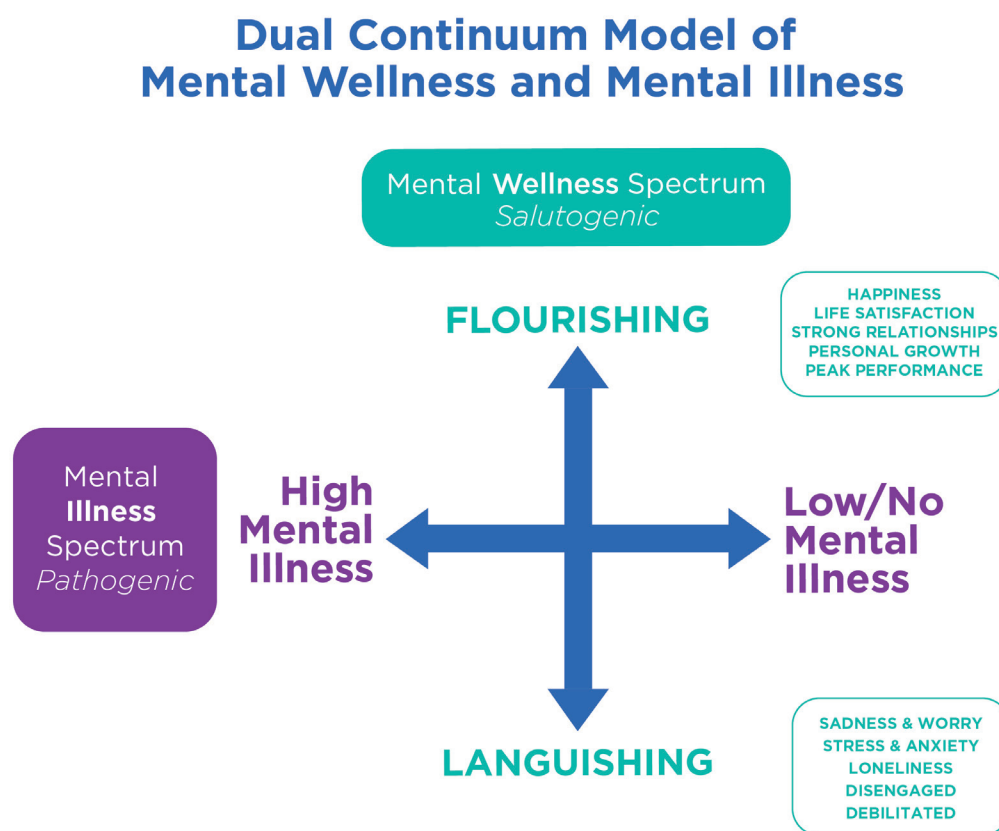 Dual Continuum Model of
Mental Wellness and Mental Illness
Mental Wellness Spectrum
Salutogenic
FLOURISHING
HAPPINESS
LIFE SATISFACTION
STRONG RELATIONSHIPS
PERSONAL GROWTH
PEAK PERFORMANCE
Mental
Illness
Spectrum
Pathogenic
High
Mental
Illness
Low/No
Mental
Illness
LANGUISHING
SADNESS & WORRY
STRESS & ANXIETY
LONELINESS
DISENGAGED
DEBILITATED